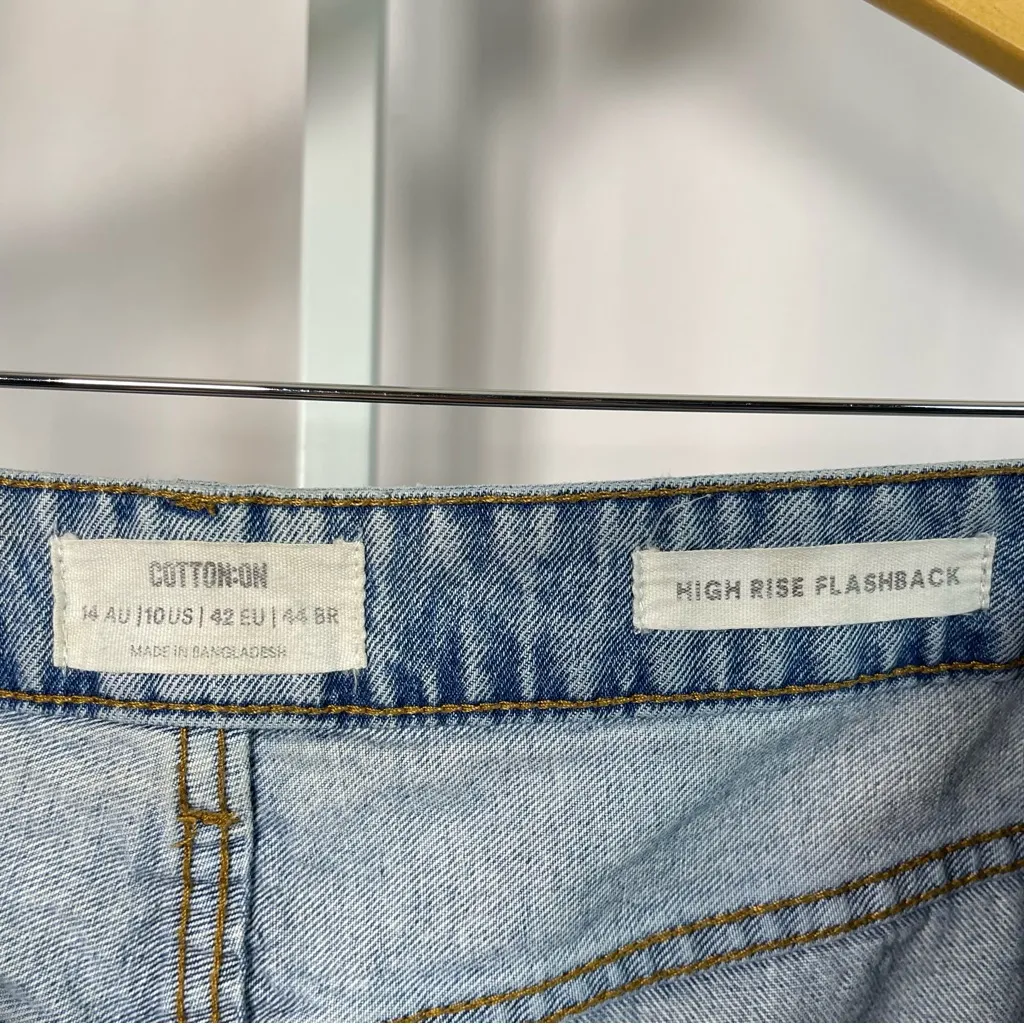 COTTON:ON
14 AU | 10 US | 42 EU | 44 BR
MADE IN BANGLADESH
HIGH RISE FLASHBACK